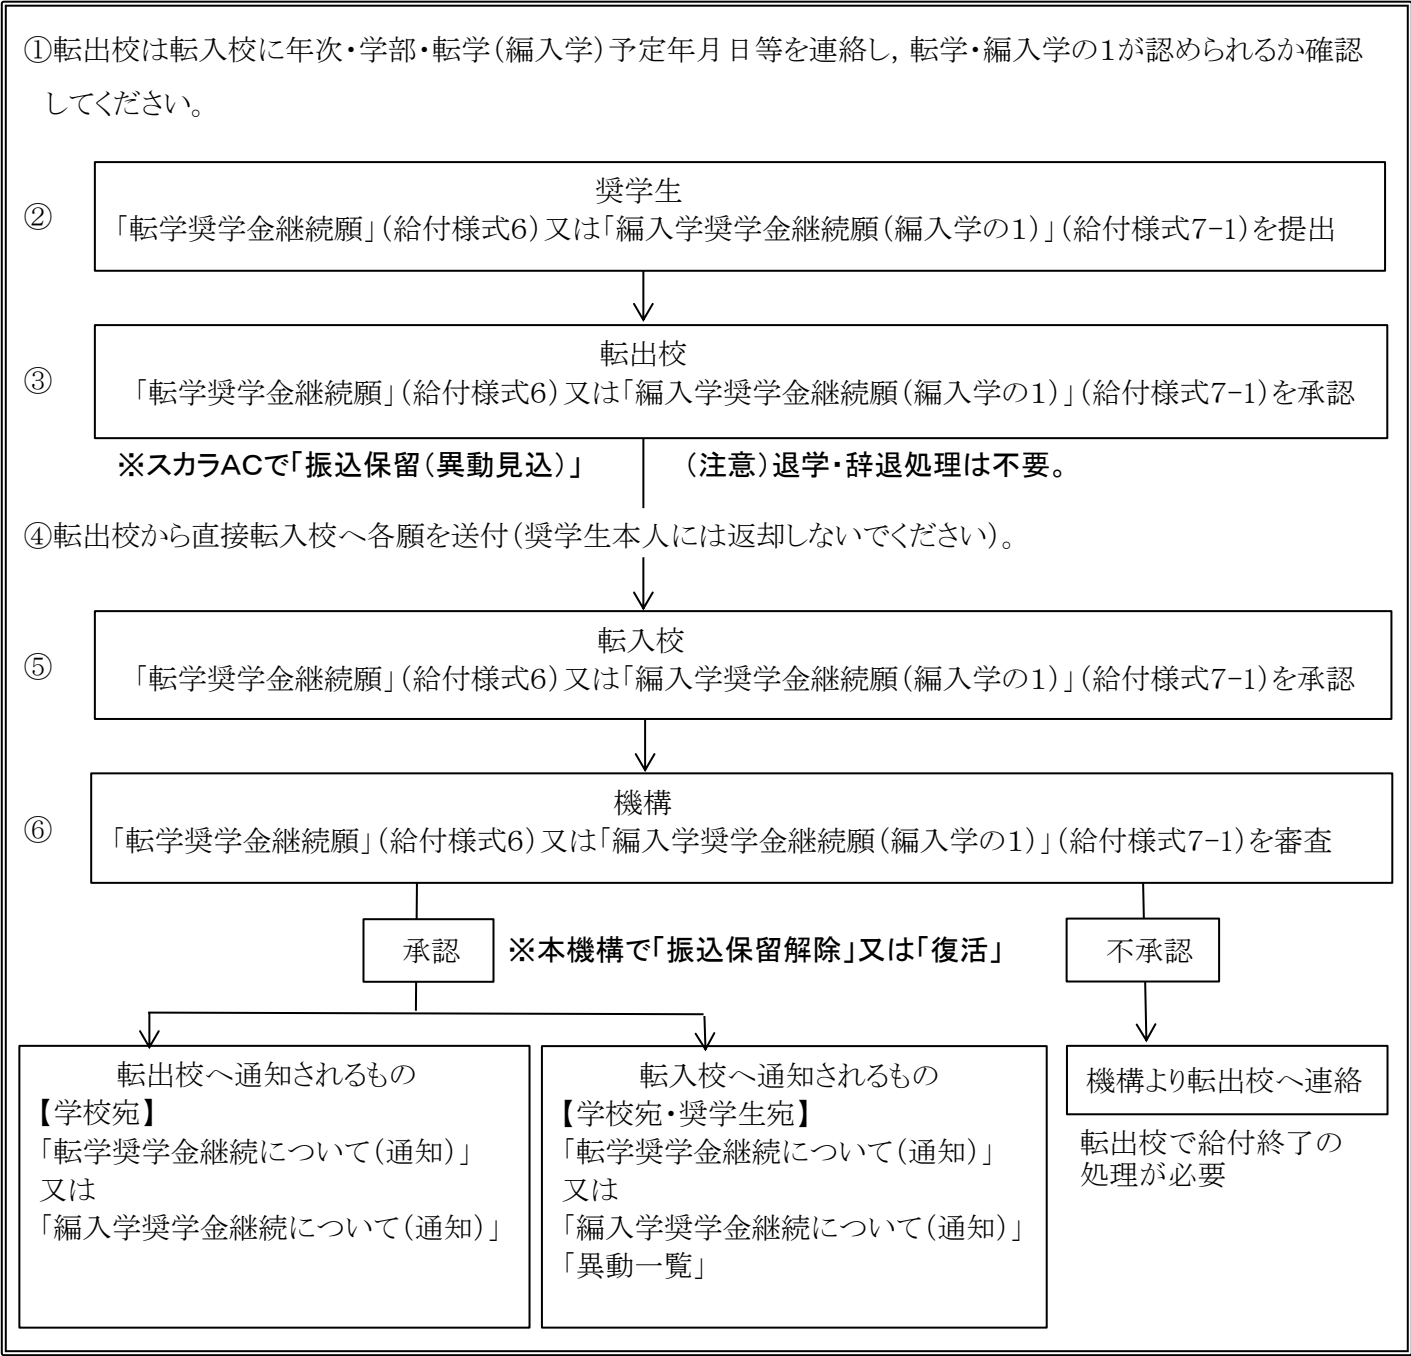 ①転出校は転入校に年次・学部・転学(編入学)予定年月日等を連絡し,転学・編入学の1が認められるか確認
してください。
奨学生
②
「転学奨学金継続願」(給付様式6)又は「編入学奨学金継続願(編入学の1)」(給付様式7-1)を提出
転出校
③
「転学奨学金継続願」(給付様式6)又は「編入学奨学金継続願(編入学の1)」(給付様式7-1)を承認
※スカラACで「振込保留(異動見込)」
(注意)退学・辞退処理は不要。
④転出校から直接転入校へ各願を送付(奨学生本人には返却しないでください)。
転入校
⑤
「転学奨学金継続願」(給付様式6)又は「編入学奨学金継続願(編入学の1)」(給付様式7-1)を承認
機構
⑥
「転学奨学金継続願」(給付様式6)又は「編入学奨学金継続願(編入学の1)」(給付様式7-1)を審査
承認
※本機構で「振込保留解除」又は「復活」
不承認
転出校へ通知されるもの
【学校宛】
「転学奨学金継続について(通知)」
又は
「編入学奨学金継続について(通知)」
転入校へ通知されるもの
【学校宛・奨学生宛】
「転学奨学金継続について(通知)」
又は
「編入学奨学金継続について(通知)」
「異動一覧」
機構より転出校へ連絡
転出校で給付終了の
処理が必要